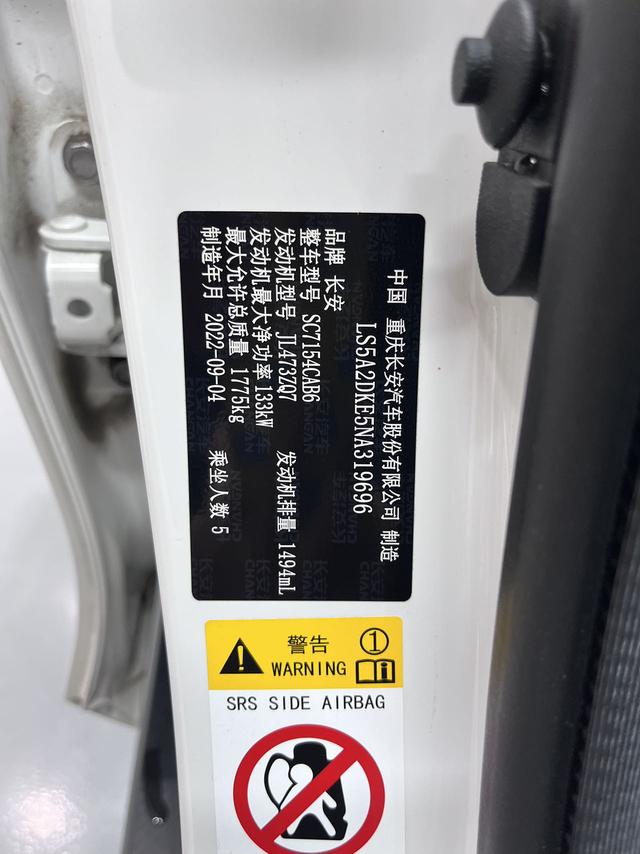 中国 重庆长安汽车股份有限公司 制造
LS5A2DKE5NA319696
品牌 长安
整车型号 SC7154CAB6
发动机型号 JL473ZQ7 发动机排量 1494mL
发动机最大净功率 133kW
最大允许总质量 1775kg
制造年月 2022-09-04 乘坐人数 5
警告 ①
WARNING i
SRS SIDE AIRBAG